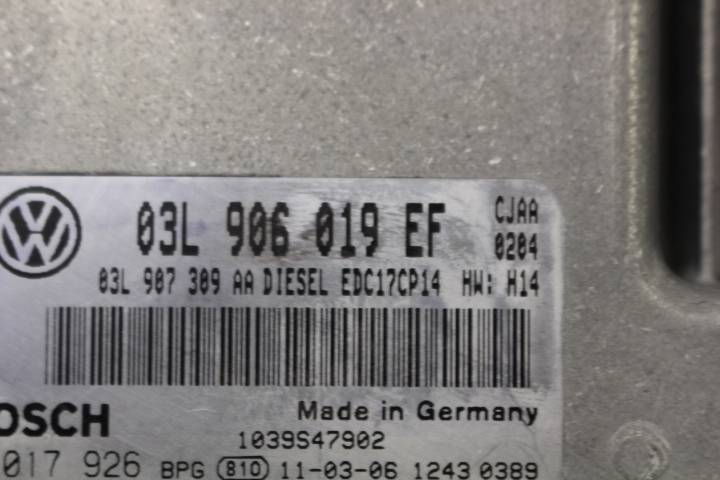 03L 906 019 EF CJAA
0204
03L 907 309 AA DIESEL EDC17CP14 HW: H14
OSCH Made in Germany
1039S47902
017 926 BPG 810 11-03-06 1243 0389